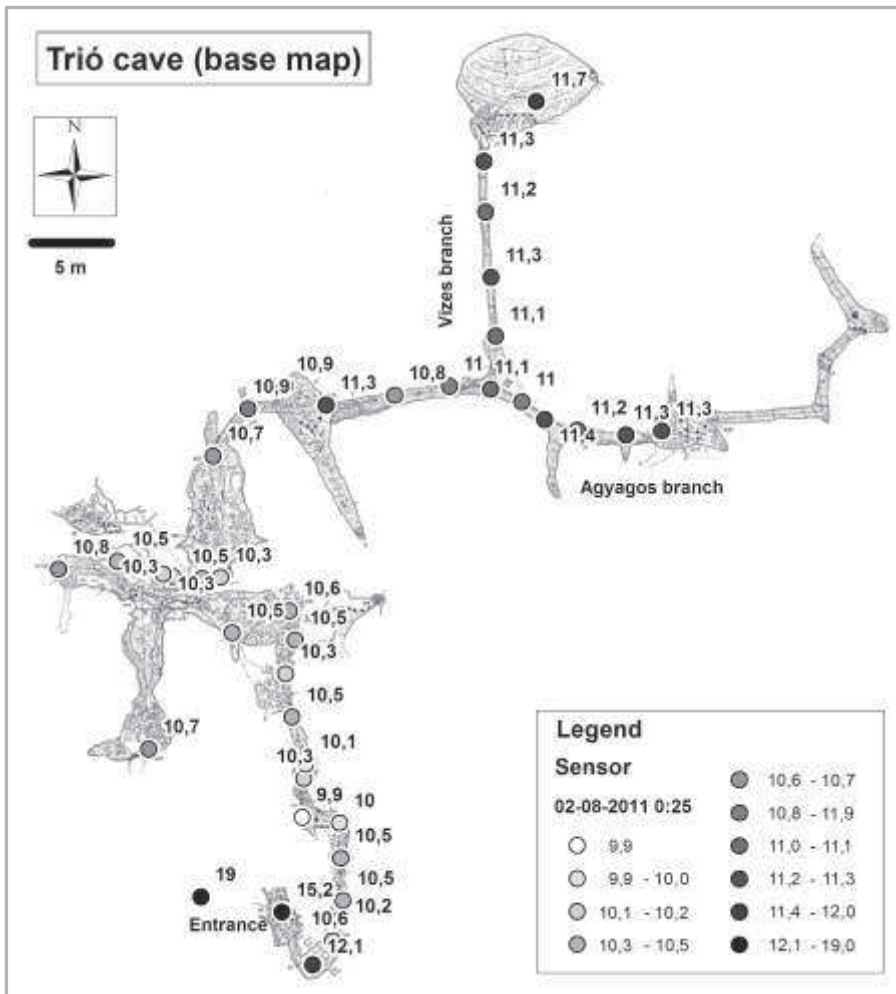 Trió cave (base map)
N
5 m
11,7
11,3
11,2
11,3
Vizes branch
11,1
10,9
10,9
11,3
10,8
11
11,1
11
10,7
11,4
11,2
11,3
11,3
Agyagos branch
10,8
10,5
10,3
10,3
10,5
10,3
10,6
10,5
10,5
10,3
10,5
10,7
10,1
10,3
9,9
10
10,5
10,5
10,2
19
15,2
Entrance
10,6
12,1
Legend
Sensor
02-08-2011 0:25
9,9
9,9 - 10,0
10,1 - 10,2
10,3 - 10,5
10,6 - 10,7
10,8 - 11,9
11,0 - 11,1
11,2 - 11,3
11,4 - 12,0
12,1 - 19,0